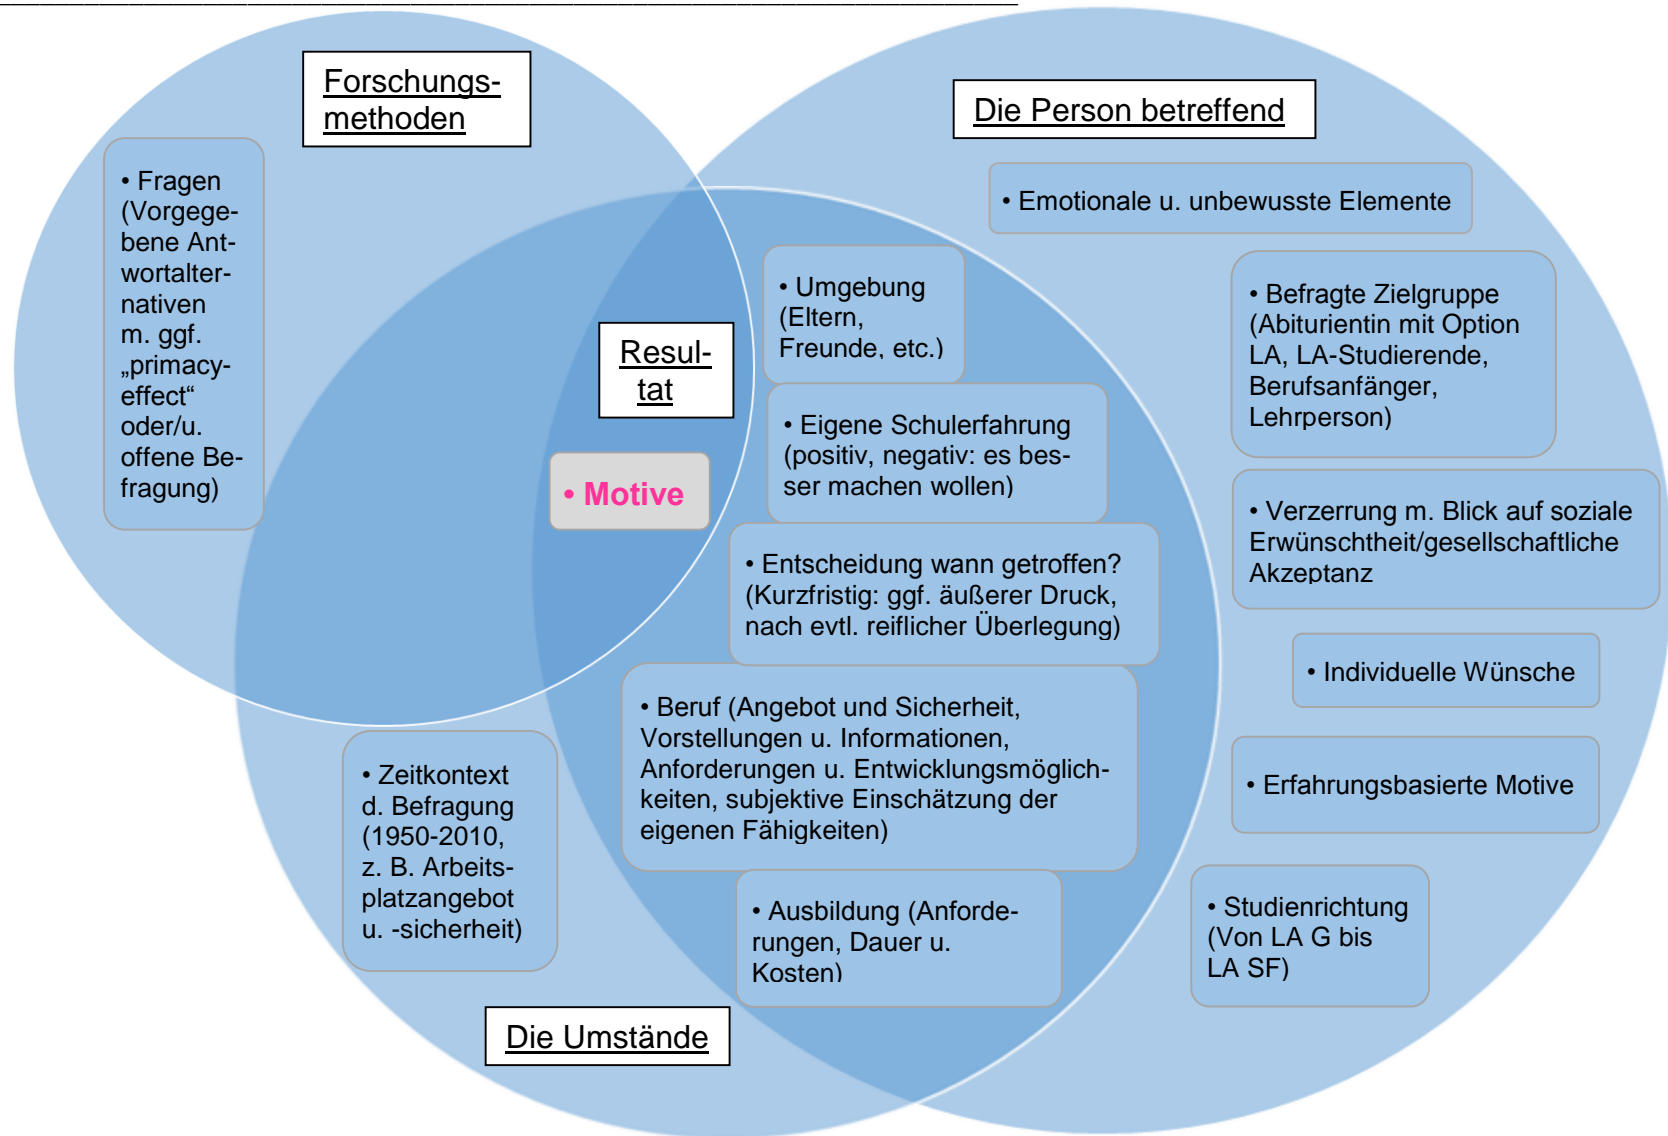 Forschungs-
methoden
• Fragen
(Vorgege-
bene Ant-
wortalter-
nativen
m. ggf.
„primacy-
effect“
oder/u.
offene Be-
fragung)
Die Person betreffend
• Emotionale u. unbewusste Elemente
• Befragte Zielgruppe
(Abiturientin mit Option
LA, LA-Studierende,
Berufsanfänger,
Lehrperson)
• Verzerrung m. Blick auf soziale
Erwünschtheit/gesellschaftliche
Akzeptanz
• Individuelle Wünsche
• Erfahrungsbasierte Motive
• Studienrichtung
(Von LA G bis
LA SF)
Resul-
tat
• Motive
• Umgebung
(Eltern,
Freunde, etc.)
• Eigene Schulerfahrung
(positiv, negativ: es bes-
ser machen wollen)
• Entscheidung wann getroffen?
(Kurzfristig: ggf. äußerer Druck,
nach evtl. reiflicher Überlegung)
• Beruf (Angebot und Sicherheit,
Vorstellungen u. Informationen,
Anforderungen u. Entwicklungsmöglich-
keiten, subjektive Einschätzung der
eigenen Fähigkeiten)
• Ausbildung (Anforde-
rungen, Dauer u.
Kosten)
• Zeitkontext
d. Befragung
(1950-2010,
z. B. Arbeits-
platzangebot
u. -sicherheit)
Die Umstände